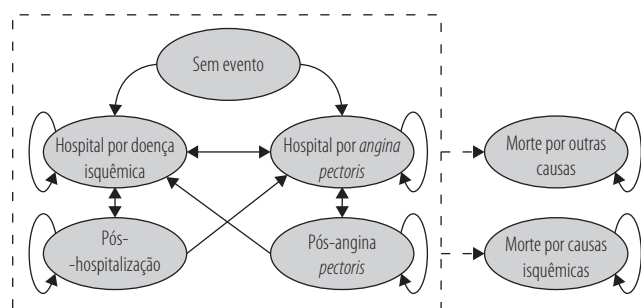 Sem evento
Hospital por doença
isquêmica
Hospital por angina
pectoris
Morte por outras
causas
Pós-
-hospitalização
Pós-angina
pectoris
Morte por causas
isquêmicas